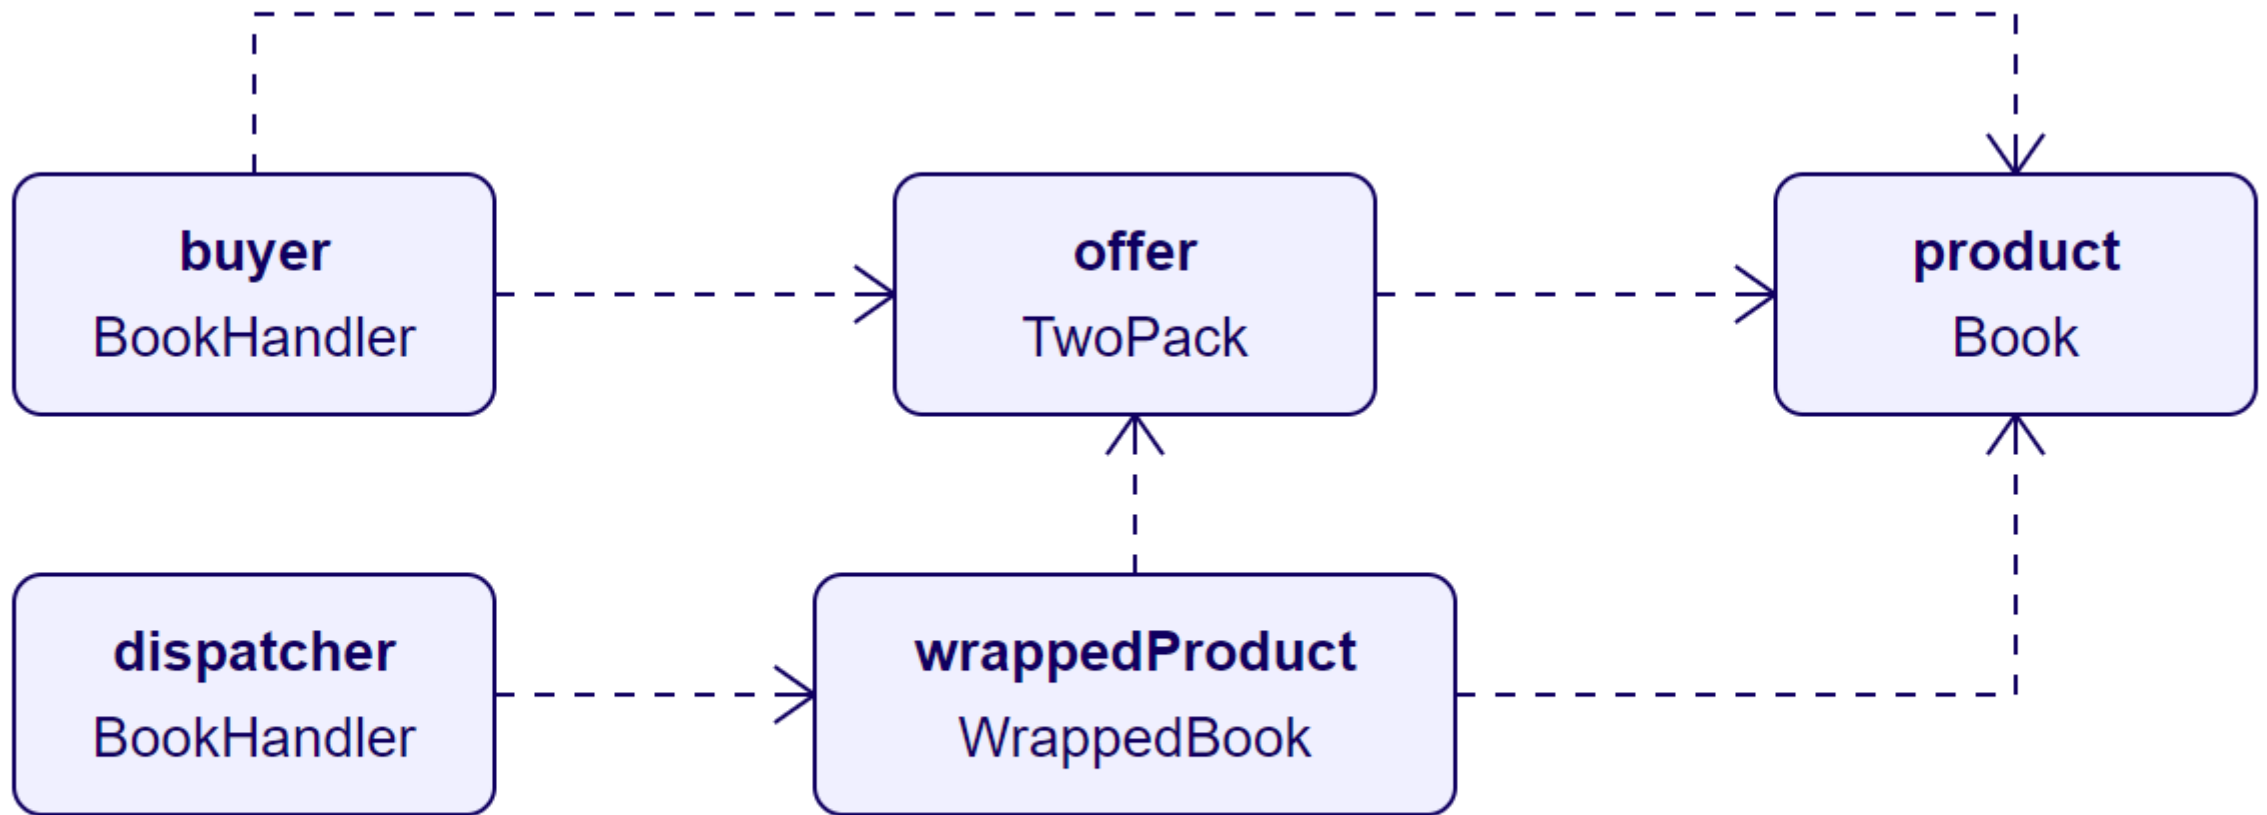 buyer
BookHandler
offer
TwoPack
product
Book
dispatcher
BookHandler
wrappedProduct
WrappedBook